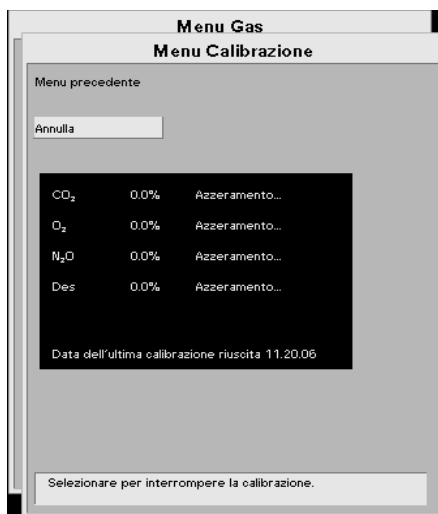 Menu Gas
Menu Calibrazione
Menu precedente
Annulla
CO₂ 0.0% Azzeramento...
O₂ 0.0% Azzeramento...
N₂O 0.0% Azzeramento...
Des 0.0% Azzeramento...
Data dell'ultima calibrazione riuscita 11.20.06
Selezionare per interrompere la calibrazione.